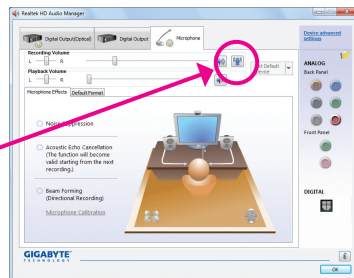 Realtek HD Audio Manager
Digital Output(Optical)
Digital Output
Microphone
Device advanced
settings
Recording Volume
L
R
Set Default
Device
Playback Volume
L
R
ANALOG
Back Panel
Microphone Effects
Default Format
Noise Suppression
Acoustic Echo Cancellation
(The function will become
valid starting from the next
recording.)
Front Panel
Beam Forming
(Directional Recording)
Microphone Calibration
DIGITAL
GIGABYTE
TECHNOLOGY
OK